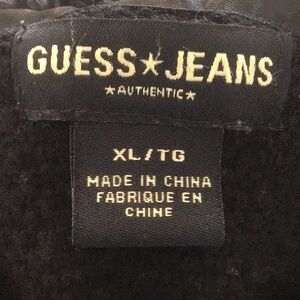 GUESS★JEANS
★AUTHENTIC★
XL/TG
MADE IN CHINA
FABRIQUE EN
CHINE